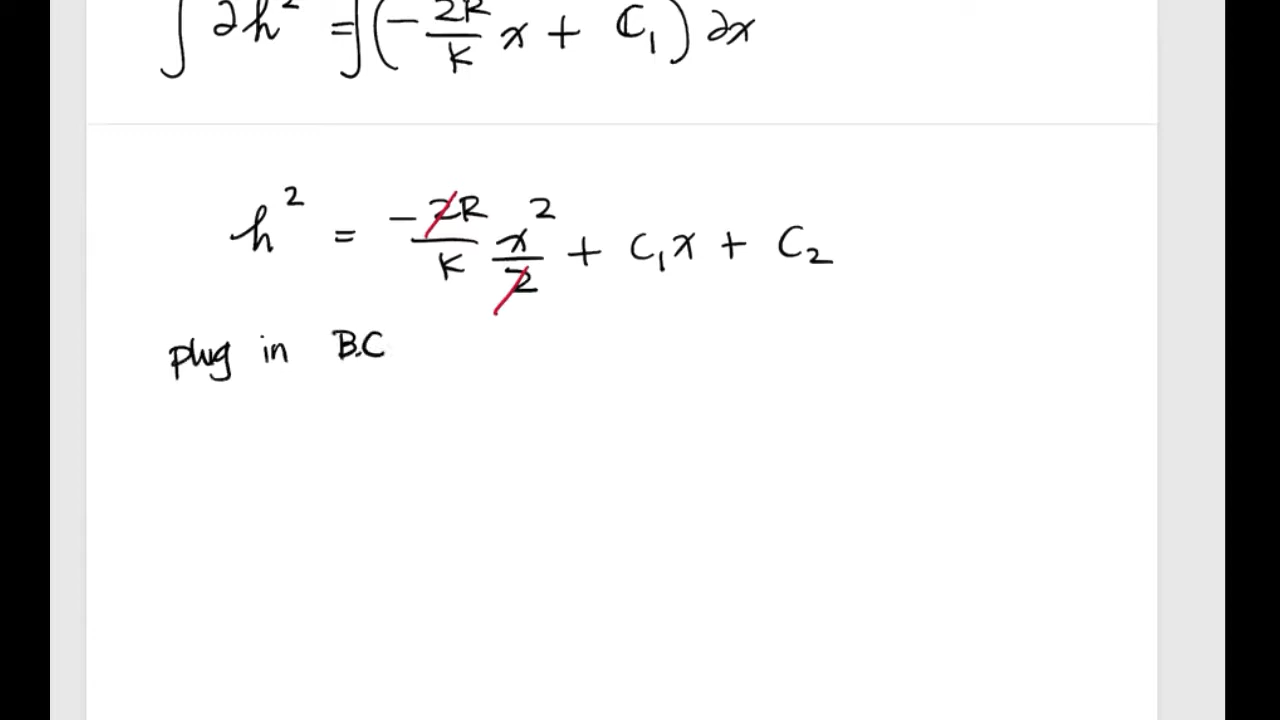 ∫ ∂h² = ∫(-2R/K x + C₁) ∂x
h² = -2R/K x²/2 + C₁x + C₂
plug in B.C